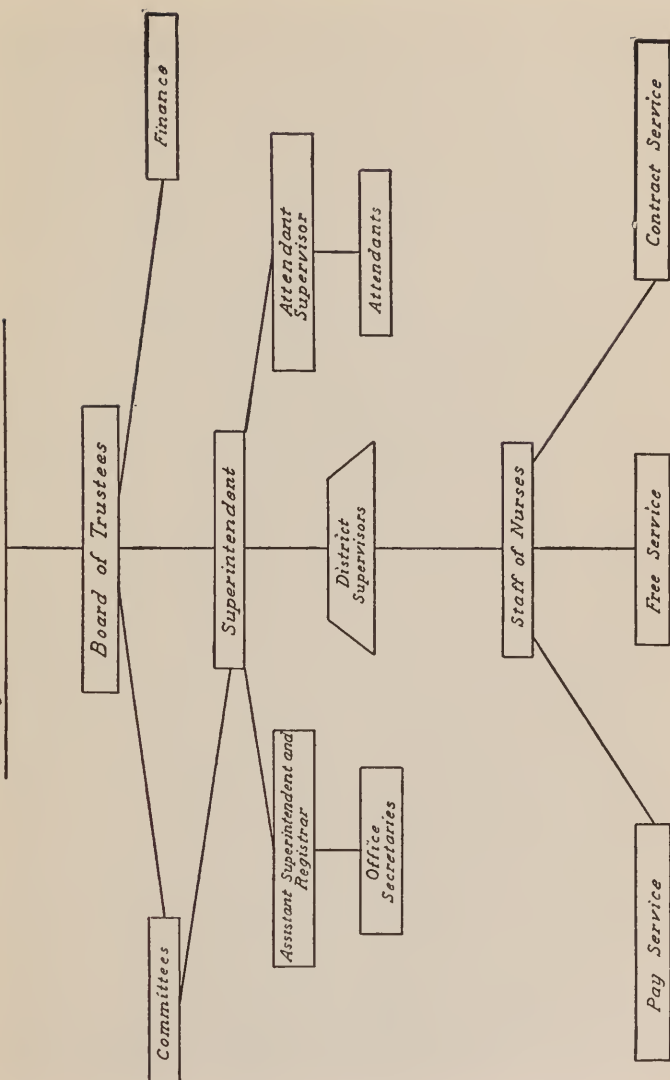 Board of Trustees
Committees
Finance
Superintendent
Assistant Superintendent and
Registrar
Attendant
Supervisor
District
Supervisors
Office
Secretaries
Attendants
Staff of Nurses
Pay Service
Free Service
Contract Service